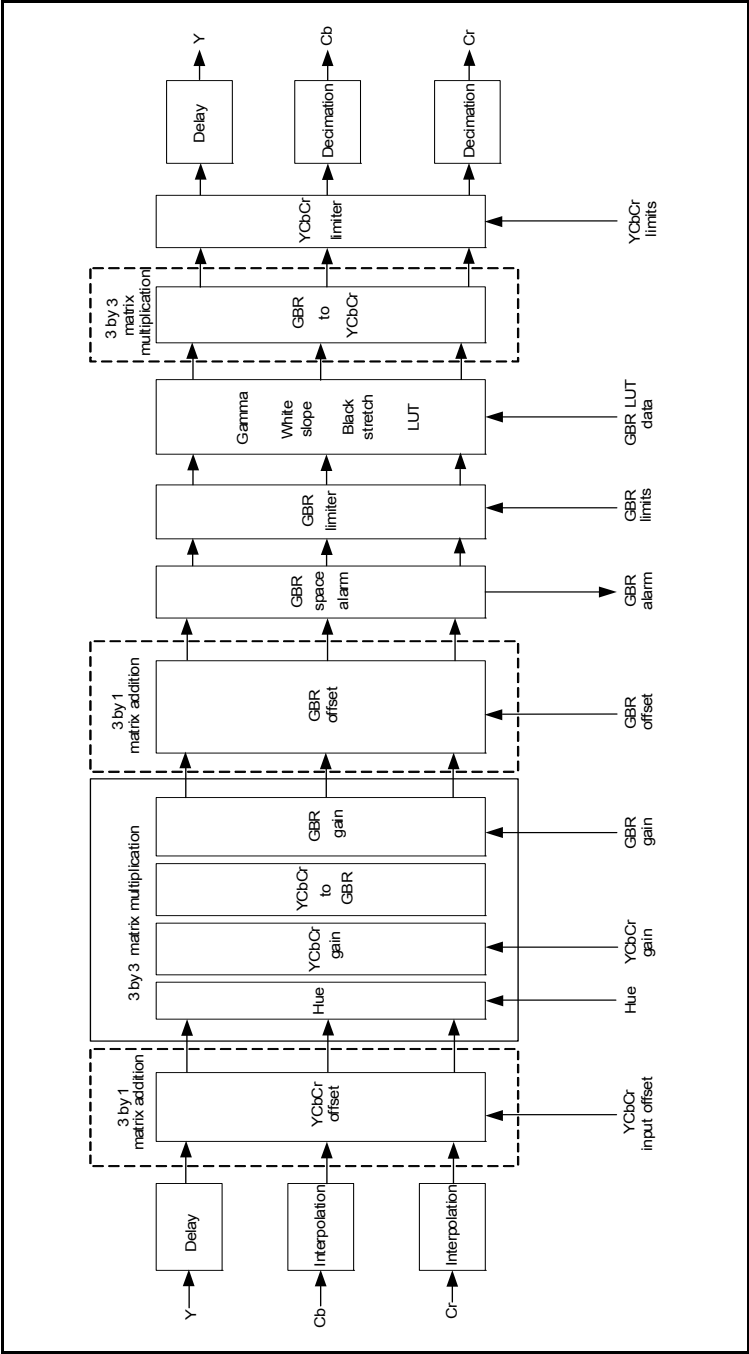 Y
Cb
Cr
Delay
Interpolation
Interpolation
3 by 1
matrix addition
YCbCr
offset
YCbCr
input offset
3 by 3 matrix multiplication
Hue
Hue
YCbCr
gain
YCbCr
gain
YCbCr
to
GBR
GBR
gain
GBR
gain
3 by 1
matrix addition
GBR
offset
GBR
offset
GBR
space
alarm
GBR
alarm
GBR
limiter
GBR
limits
Gamma
White
slope
Black
stretch
LUT
GBR LUT
data
3 by 3
matrix
multiplication
GBR
to
YCbCr
YCbCr
limiter
YCbCr
limits
Delay
Decimation
Decimation
Y
Cb
Cr